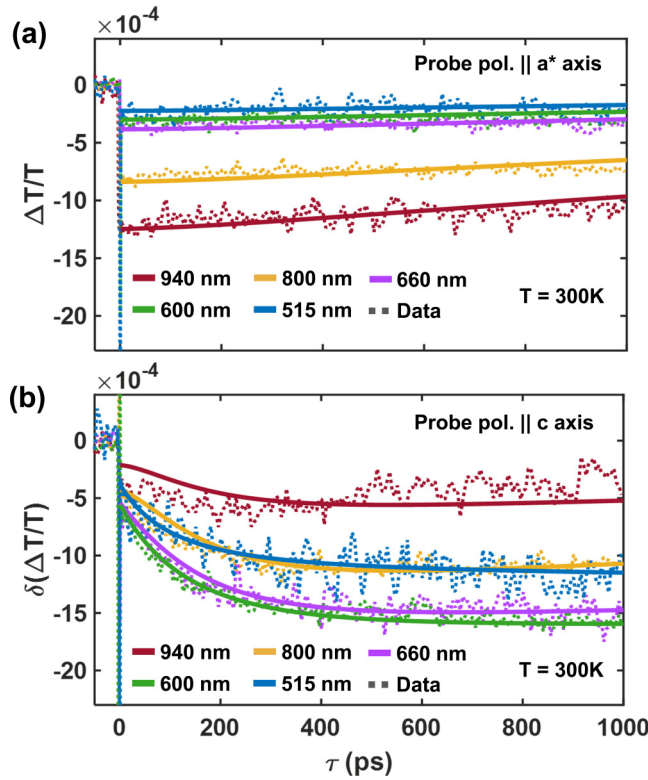 (a)
×10⁻⁴
Probe pol. || a* axis
0
-5
-10
-15
-20
ΔT/T
940 nm 800 nm 660 nm
600 nm 515 nm Data
T = 300K
(b)
×10⁻⁴
Probe pol. || c axis
0
-5
-10
-15
-20
δ(ΔT/T)
940 nm 800 nm 660 nm
600 nm 515 nm Data
T = 300K
0 200 400 600 800 1000
τ (ps)